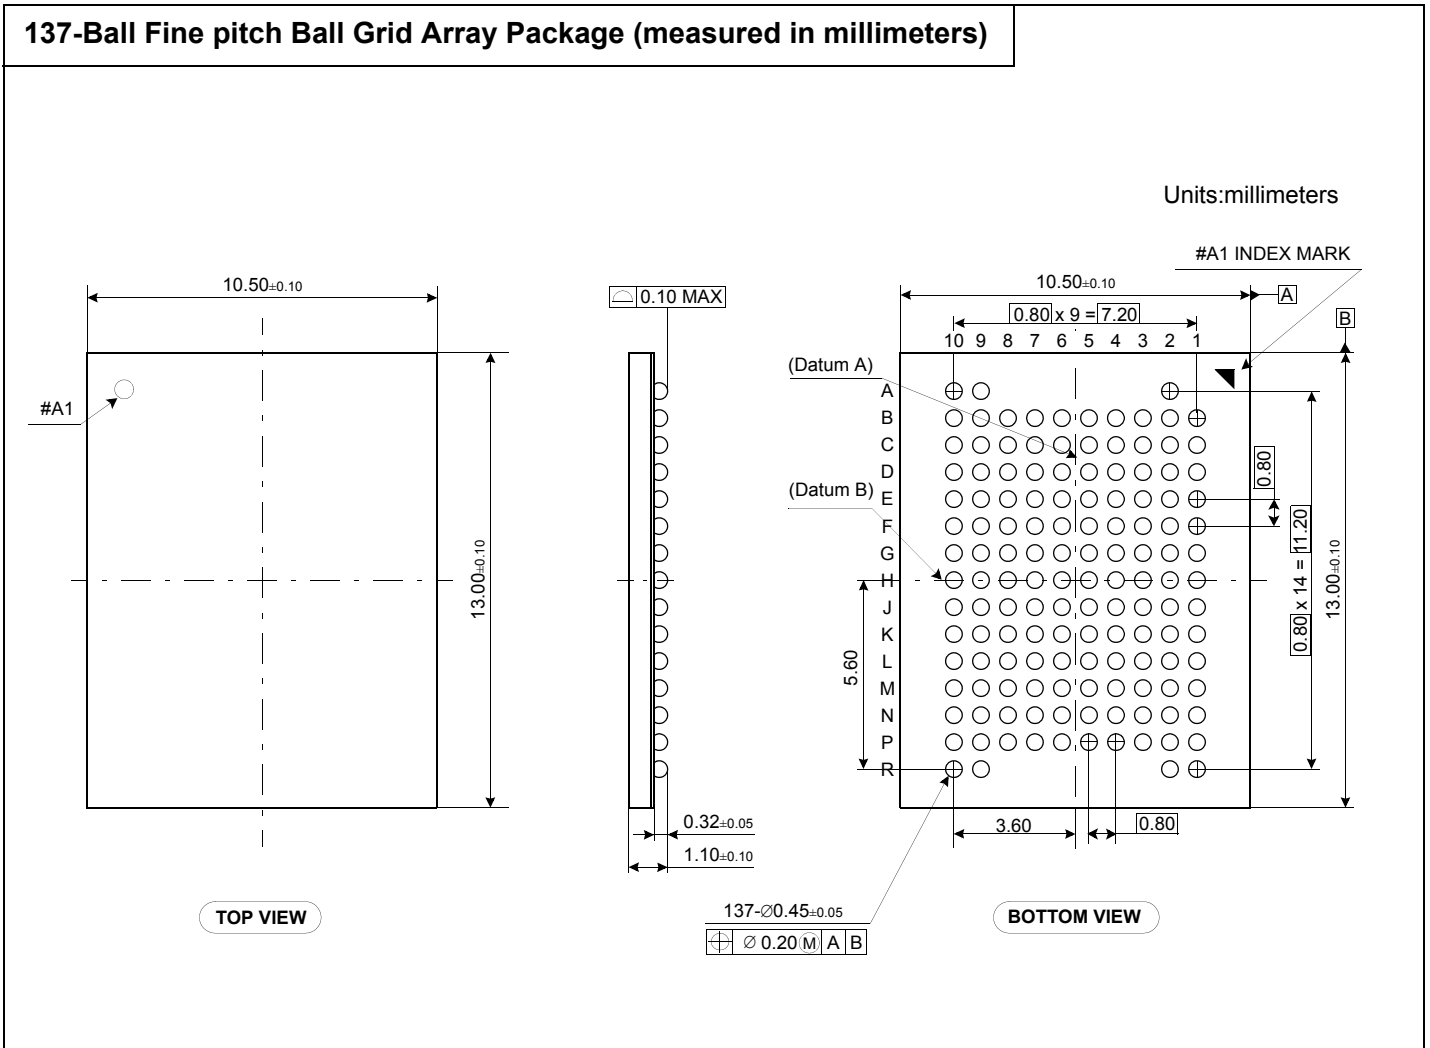 137-Ball Fine pitch Ball Grid Array Package (measured in millimeters)
Units:millimeters
#A1 INDEX MARK
10.50±0.10
0.10 MAX
10.50±0.10
A
0.80 x 9 = 7.20
B
10 9 8 7 6 5 4 3 2 1
(Datum A)
#A1
A
B
C
D
(Datum B)
E
F
G
H
J
K
L
M
N
P
R
0.80
0.80 x 14 = 11.20
13.00±0.10
13.00±0.10
5.60
0.32±0.05
1.10±0.10
3.60
0.80
137-∅0.45±0.05
∅ 0.20 Ⓜ A B
TOP VIEW
BOTTOM VIEW